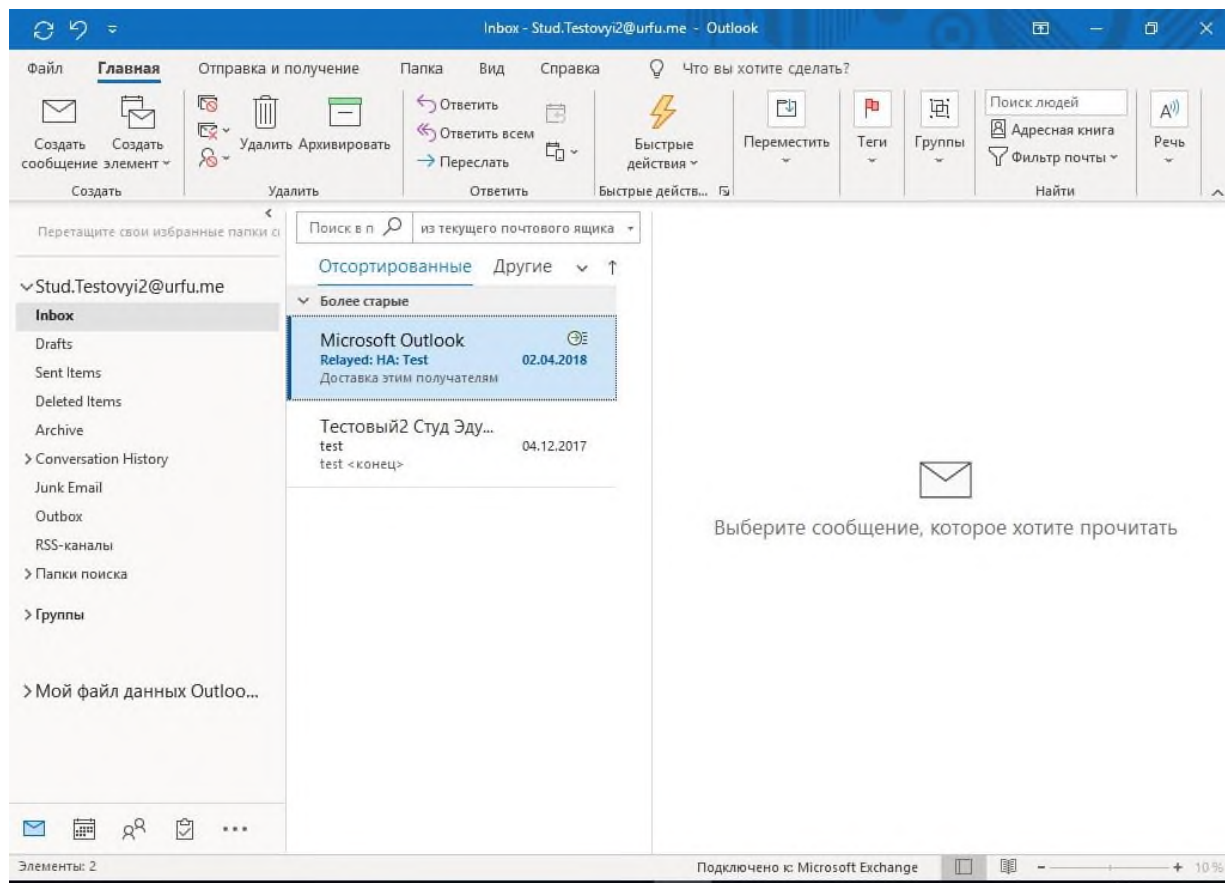 Inbox - Stud.Testovyi2@urfu.me - Outlook
Файл Главная Отправка и получение Папка Вид Справка Что вы хотите сделать?
Создать сообщение
Создать элемент
Удалить
Архивировать
Ответить
Ответить всем
Переслать
Быстрые действия
Переместить
Теги
Группы
Поиск людей
Адресная книга
Фильтр почты
Речь
Создать
Удалить
Ответить
Быстрые действ...
Найти
Перетащите свои избранные папки
Stud.Testovyi2@urfu.me
Inbox
Drafts
Sent Items
Deleted Items
Archive
Conversation History
Junk Email
Outbox
RSS-каналы
Папки поиска
Группы
Мой файл данных Outloo...
Поиск в п
из текущего почтового ящика
Отсортированные Другие
Более старые
Microsoft Outlook
Relayed: НА: Test 02.04.2018
Доставка этим получателям
Тестовый2 Студ Эду...
test 04.12.2017
test <конец>
Выберите сообщение, которое хотите прочитать
Элементы: 2
Подключено к: Microsoft Exchange
10 %